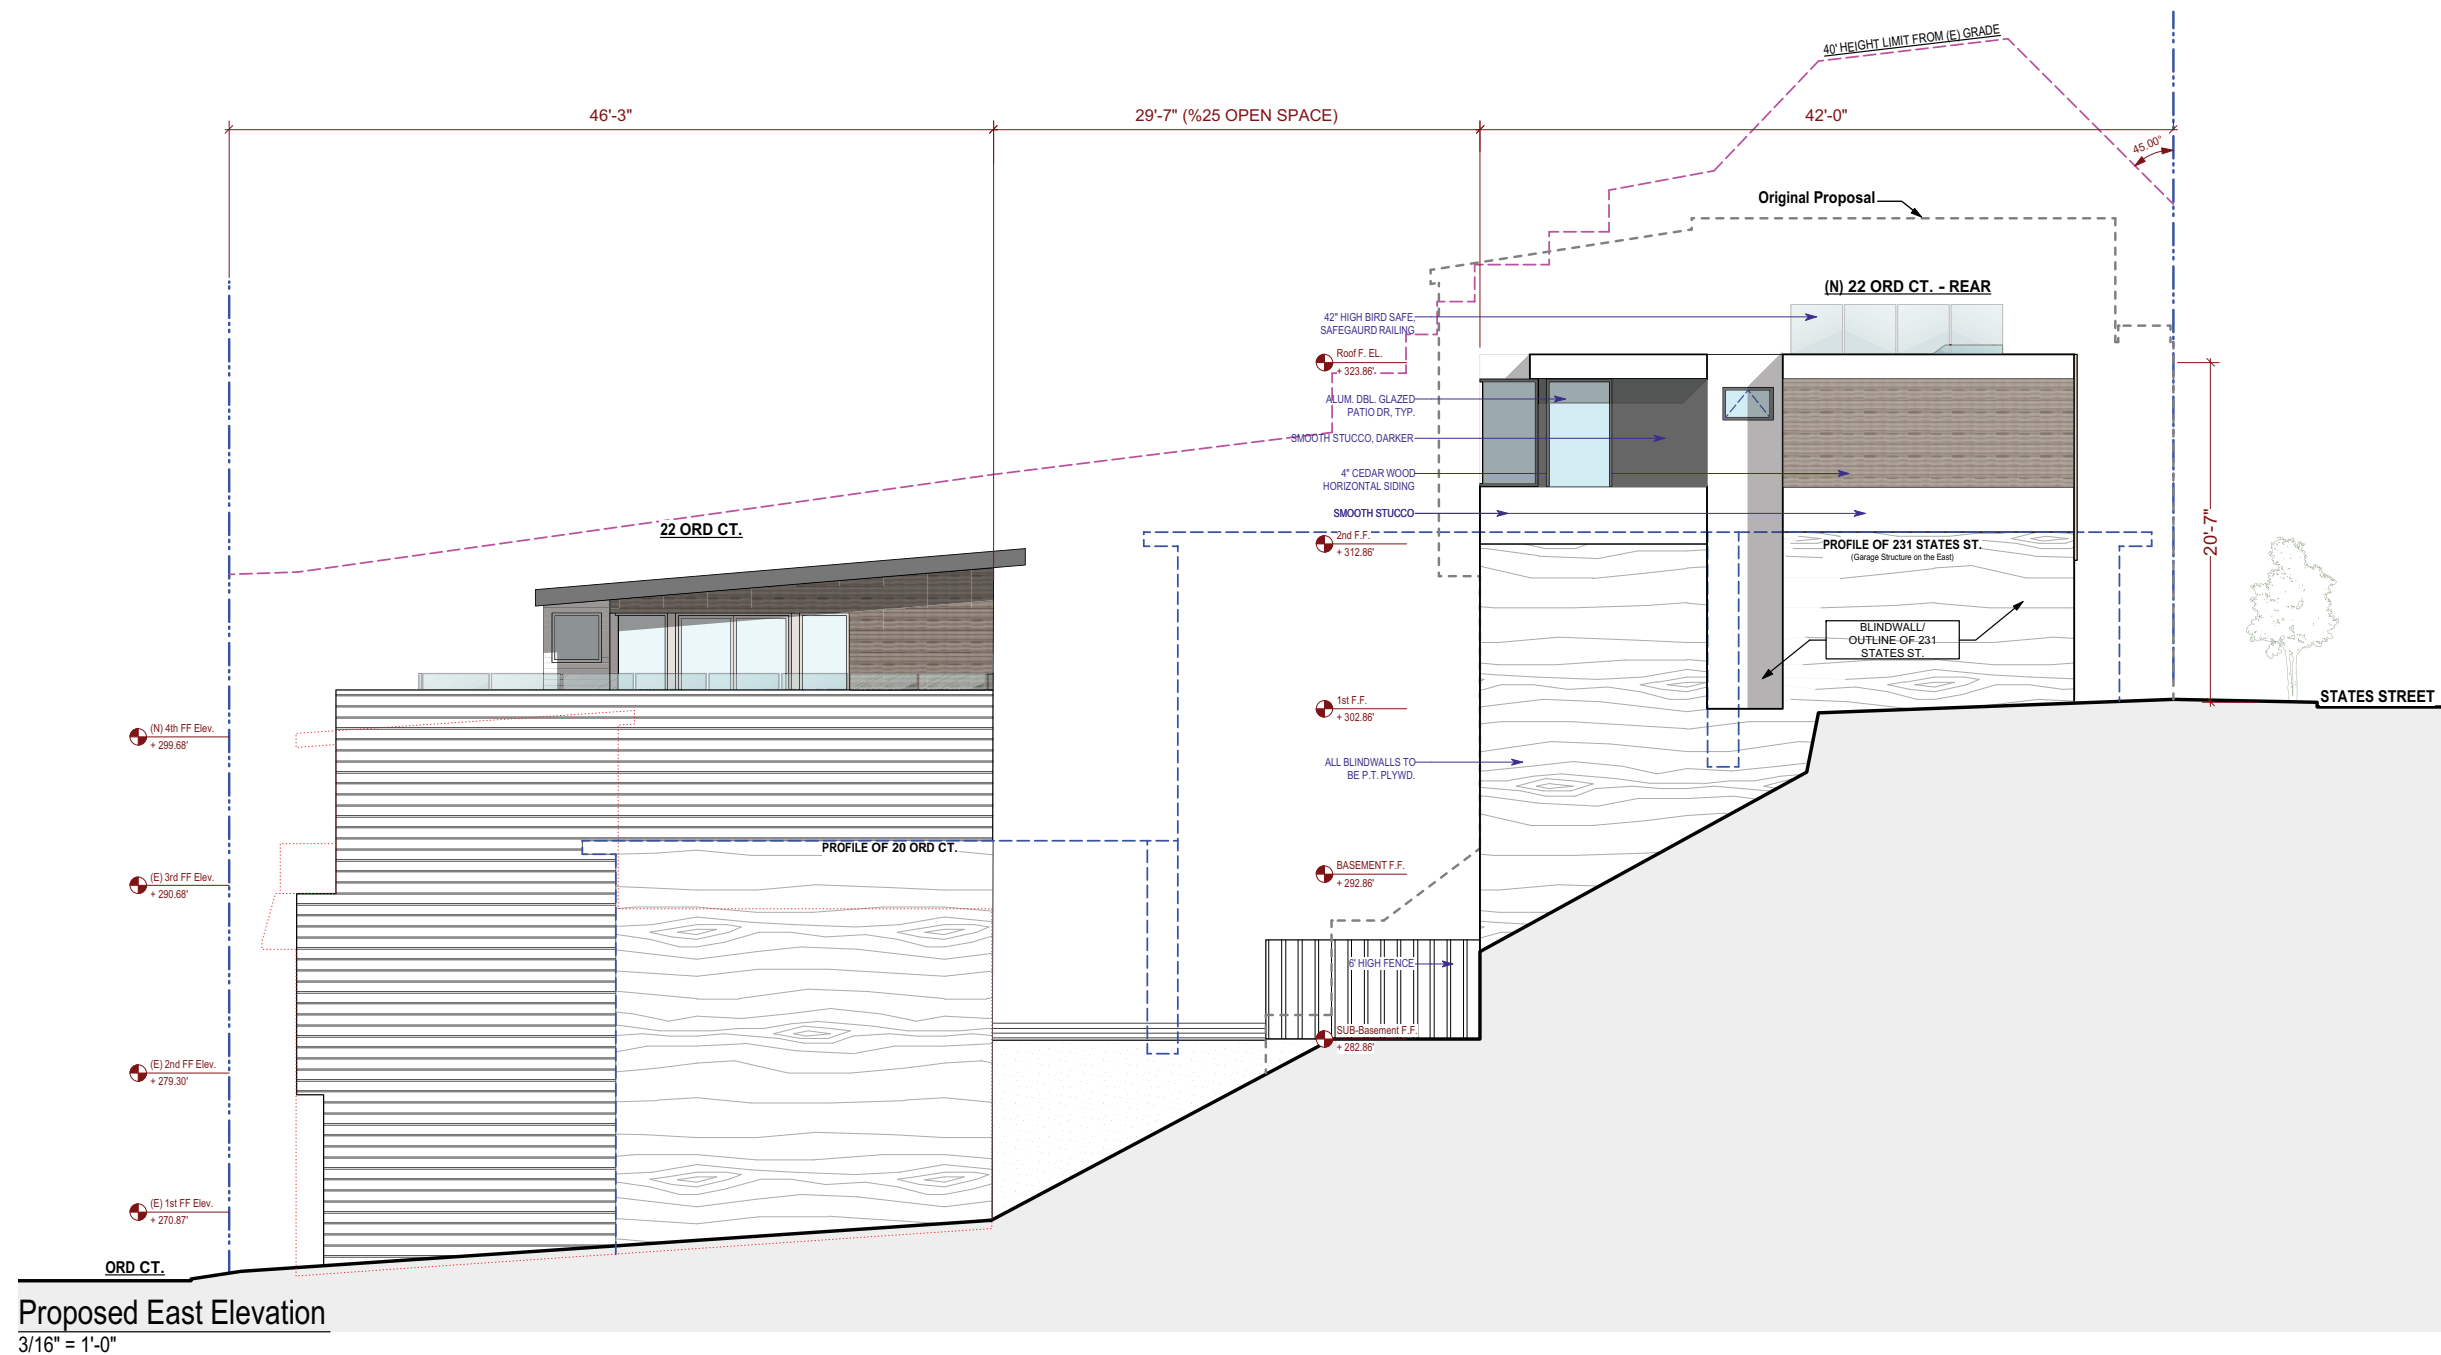 40' HEIGHT LIMIT FROM (E) GRADE
46'-3"
29'-7" (%25 OPEN SPACE)
42'-0"
45.00°
Original Proposal
(N) 22 ORD CT. - REAR
42" HIGH BIRD SAFE,
SAFEGAURD RAILING
Roof F. EL.
+ 323.86'
ALUM. DBL. GLAZED
PATIO DR, TYP.
SMOOTH STUCCO, DARKER
4" CEDAR WOOD
HORIZONTAL SIDING
SMOOTH STUCCO
22 ORD CT.
2nd F.F.
+ 312.86'
PROFILE OF 231 STATES ST.
(Garage Structure on the East)
20'-7"
BLINDWALL/
OUTLINE OF 231
STATES ST.
STATES STREET
1st F.F.
+ 302.86'
(N) 4th FF Elev.
+ 299.68'
ALL BLINDWALLS TO
BE P.T. PLYWD.
PROFILE OF 20 ORD CT.
BASEMENT F.F.
+ 292.86'
(E) 3rd FF Elev.
+ 290.68'
6' HIGH FENCE
SUB-Basement F.F.
+ 282.86'
(E) 2nd FF Elev.
+ 279.30'
(E) 1st FF Elev.
+ 270.87'
ORD CT.
Proposed East Elevation
3/16" = 1'-0"